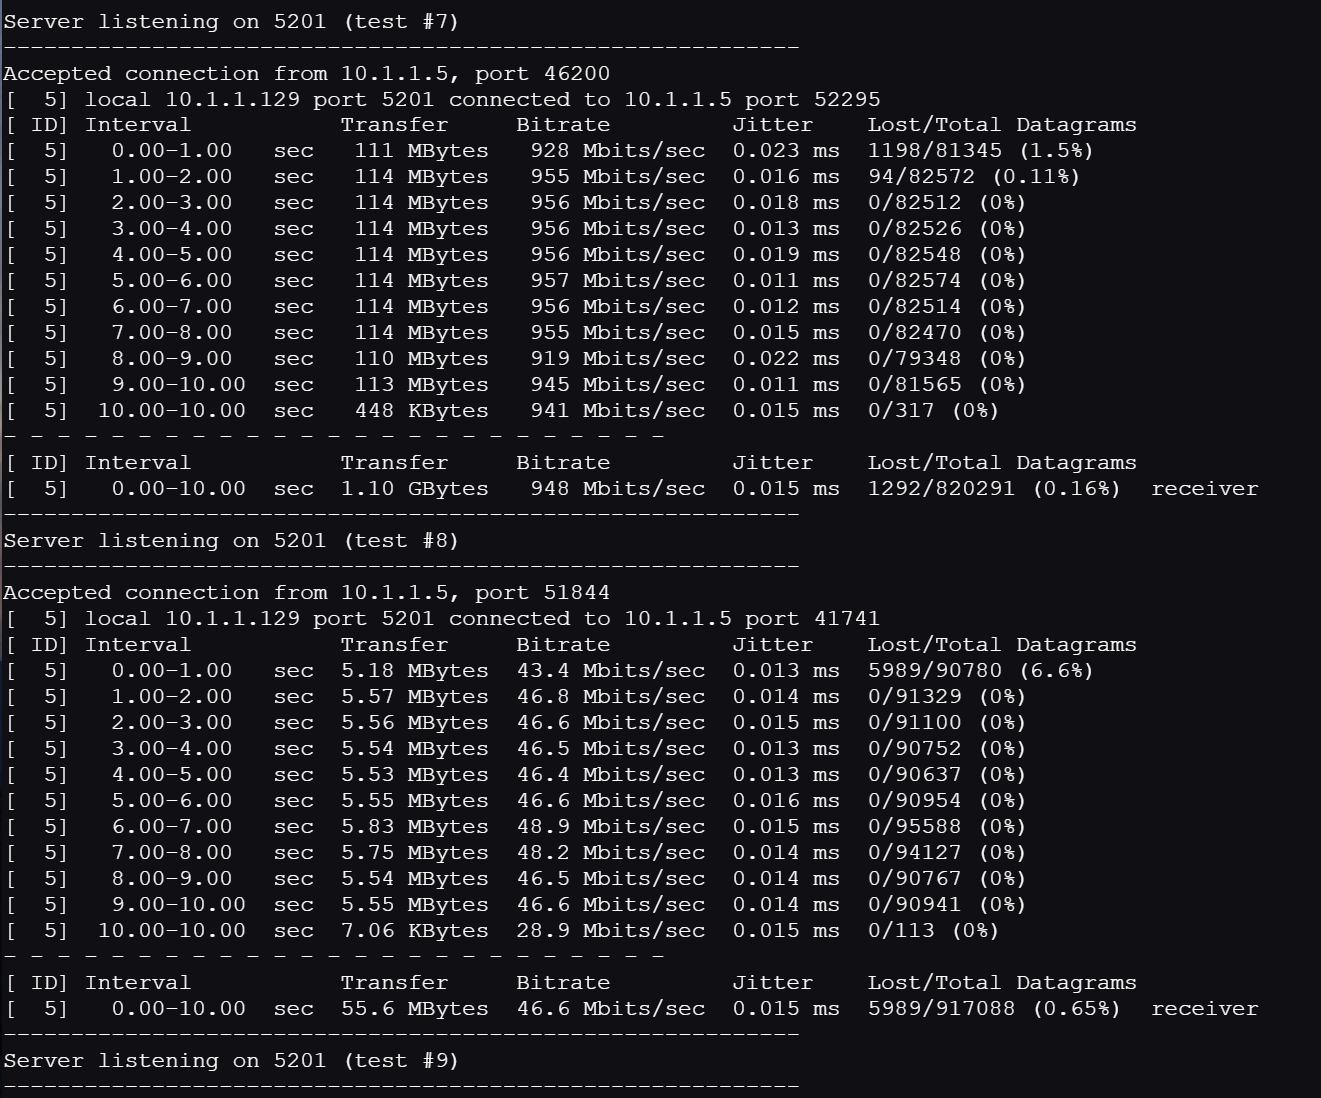 Server listening on 5201 (test #7)
-----------------------------------------------------------
Accepted connection from 10.1.1.5, port 46200
[  5] local 10.1.1.129 port 5201 connected to 10.1.1.5 port 52295
[ ID] Interval           Transfer     Bitrate         Jitter    Lost/Total Datagrams
[  5]   0.00-1.00   sec   111 MBytes   928 Mbits/sec  0.023 ms  1198/81345 (1.5%)
[  5]   1.00-2.00   sec   114 MBytes   955 Mbits/sec  0.016 ms  94/82572 (0.11%)
[  5]   2.00-3.00   sec   114 MBytes   956 Mbits/sec  0.018 ms  0/82512 (0%)
[  5]   3.00-4.00   sec   114 MBytes   956 Mbits/sec  0.013 ms  0/82526 (0%)
[  5]   4.00-5.00   sec   114 MBytes   956 Mbits/sec  0.019 ms  0/82548 (0%)
[  5]   5.00-6.00   sec   114 MBytes   957 Mbits/sec  0.011 ms  0/82574 (0%)
[  5]   6.00-7.00   sec   114 MBytes   956 Mbits/sec  0.012 ms  0/82514 (0%)
[  5]   7.00-8.00   sec   114 MBytes   955 Mbits/sec  0.015 ms  0/82470 (0%)
[  5]   8.00-9.00   sec   110 MBytes   919 Mbits/sec  0.022 ms  0/79348 (0%)
[  5]   9.00-10.00  sec   113 MBytes   945 Mbits/sec  0.011 ms  0/81565 (0%)
[  5]  10.00-10.00  sec   448 KBytes   941 Mbits/sec  0.015 ms  0/317 (0%)
- - - - - - - - - - - - - - - - - - - - - - - - -
[ ID] Interval           Transfer     Bitrate         Jitter    Lost/Total Datagrams
[  5]   0.00-10.00  sec  1.10 GBytes   948 Mbits/sec  0.015 ms  1292/820291 (0.16%)  receiver
-----------------------------------------------------------
Server listening on 5201 (test #8)
-----------------------------------------------------------
Accepted connection from 10.1.1.5, port 51844
[  5] local 10.1.1.129 port 5201 connected to 10.1.1.5 port 41741
[ ID] Interval           Transfer     Bitrate         Jitter    Lost/Total Datagrams
[  5]   0.00-1.00   sec  5.18 MBytes  43.4 Mbits/sec  0.013 ms  5989/90780 (6.6%)
[  5]   1.00-2.00   sec  5.57 MBytes  46.8 Mbits/sec  0.014 ms  0/91329 (0%)
[  5]   2.00-3.00   sec  5.56 MBytes  46.6 Mbits/sec  0.015 ms  0/91100 (0%)
[  5]   3.00-4.00   sec  5.54 MBytes  46.5 Mbits/sec  0.013 ms  0/90752 (0%)
[  5]   4.00-5.00   sec  5.53 MBytes  46.4 Mbits/sec  0.013 ms  0/90637 (0%)
[  5]   5.00-6.00   sec  5.55 MBytes  46.6 Mbits/sec  0.016 ms  0/90954 (0%)
[  5]   6.00-7.00   sec  5.83 MBytes  48.9 Mbits/sec  0.015 ms  0/95588 (0%)
[  5]   7.00-8.00   sec  5.75 MBytes  48.2 Mbits/sec  0.014 ms  0/94127 (0%)
[  5]   8.00-9.00   sec  5.54 MBytes  46.5 Mbits/sec  0.014 ms  0/90767 (0%)
[  5]   9.00-10.00  sec  5.55 MBytes  46.6 Mbits/sec  0.014 ms  0/90941 (0%)
[  5]  10.00-10.00  sec  7.06 KBytes  28.9 Mbits/sec  0.015 ms  0/113 (0%)
- - - - - - - - - - - - - - - - - - - - - - - - -
[ ID] Interval           Transfer     Bitrate         Jitter    Lost/Total Datagrams
[  5]   0.00-10.00  sec  55.6 MBytes  46.6 Mbits/sec  0.015 ms  5989/917088 (0.65%)  receiver
-----------------------------------------------------------
Server listening on 5201 (test #9)
-----------------------------------------------------------